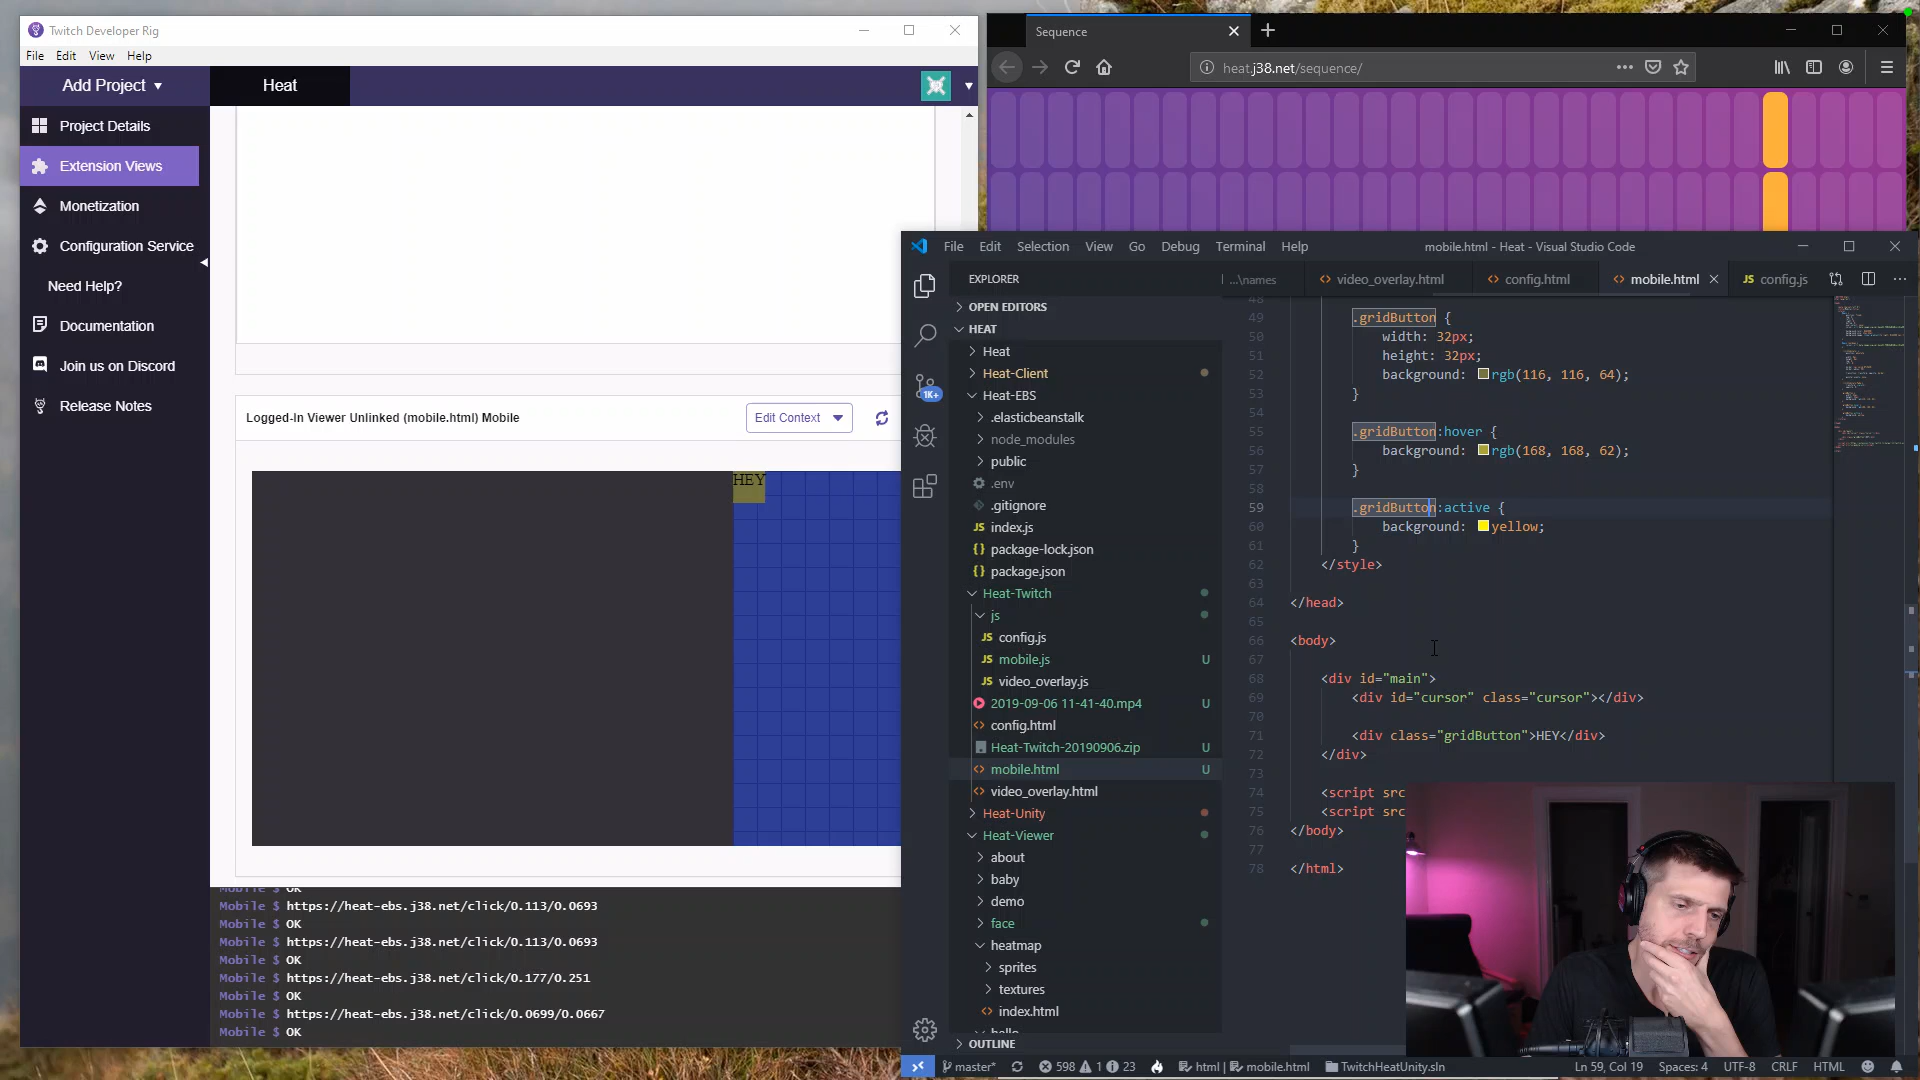 Twitch Developer Rig
File Edit View Help
Add Project
Heat
Project Details
Extension Views
Monetization
Configuration Service
Need Help?
Documentation
Join us on Discord
Release Notes
Logged-In Viewer Unlinked (mobile.html) Mobile
Edit Context
HEY
Mobile $ OK
Mobile $ https://heat-ebs.j38.net/click/0.113/0.0693
Mobile $ OK
Mobile $ https://heat-ebs.j38.net/click/0.113/0.0693
Mobile $ OK
Mobile $ https://heat-ebs.j38.net/click/0.177/0.251
Mobile $ OK
Mobile $ https://heat-ebs.j38.net/click/0.0699/0.0667
Mobile $ OK
Sequence
heat.j38.net/sequence/
File Edit Selection View Go Debug Terminal Help
mobile.html - Heat - Visual Studio Code
EXPLORER
...\names
video_overlay.html
config.html
mobile.html
JS config.js
OPEN EDITORS
HEAT
Heat
Heat-Client
Heat-EBS
.elasticbeanstalk
node_modules
public
.env
.gitignore
JS index.js
{} package-lock.json
{} package.json
Heat-Twitch
js
JS config.js
JS mobile.js U
JS video_overlay.js
2019-09-06 11-41-40.mp4 U
config.html
Heat-Twitch-20190906.zip U
mobile.html U
video_overlay.html
Heat-Unity
Heat-Viewer
about
baby
demo
face
heatmap
sprites
textures
index.html
hello
OUTLINE
1K+
48
49 .gridButton {
50 width: 32px;
51 height: 32px;
52 background: rgb(116, 116, 64);
53 }
54
55 .gridButton:hover {
56 background: rgb(168, 168, 62);
57 }
58
59 .gridButton:active {
60 background: yellow;
61 }
62 </style>
63
64 </head>
65
66 <body>
67
68 <div id="main">
69 <div id="cursor" class="cursor"></div>
70
71 <div class="gridButton">HEY</div>
72 </div>
73
74 <script src
75 <script src
76 </body>
77
78 </html>
master* 598 1 23 html | mobile.html TwitchHeatUnity.sln Ln 59, Col 19 Spaces: 4 UTF-8 CRLF HTML